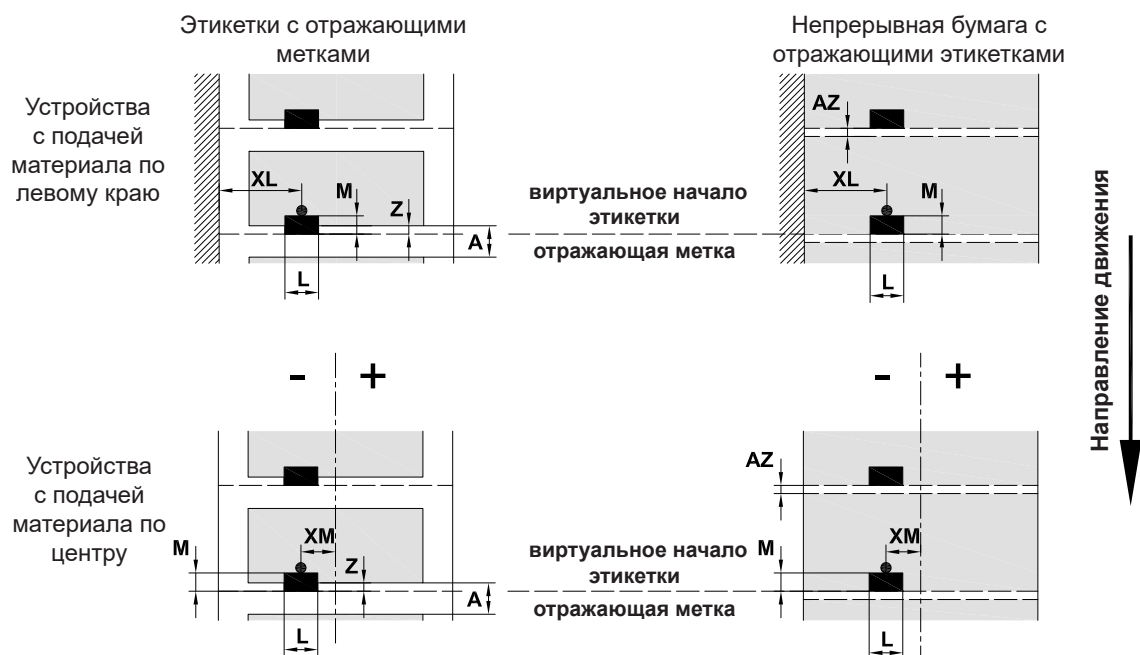 Этикетки с отражающими
метками
Непрерывная бумага с
отражающими этикетками
Устройства
с подачей
материала по
левому краю
XL
M
Z
A
L
виртуальное начало
этикетки
отражающая метка
AZ
XL
M
L
Направление движения
- +
- +
Устройства
с подачей
материала по
центру
M
XM
Z
A
L
виртуальное начало
этикетки
отражающая метка
AZ
XM
M
L